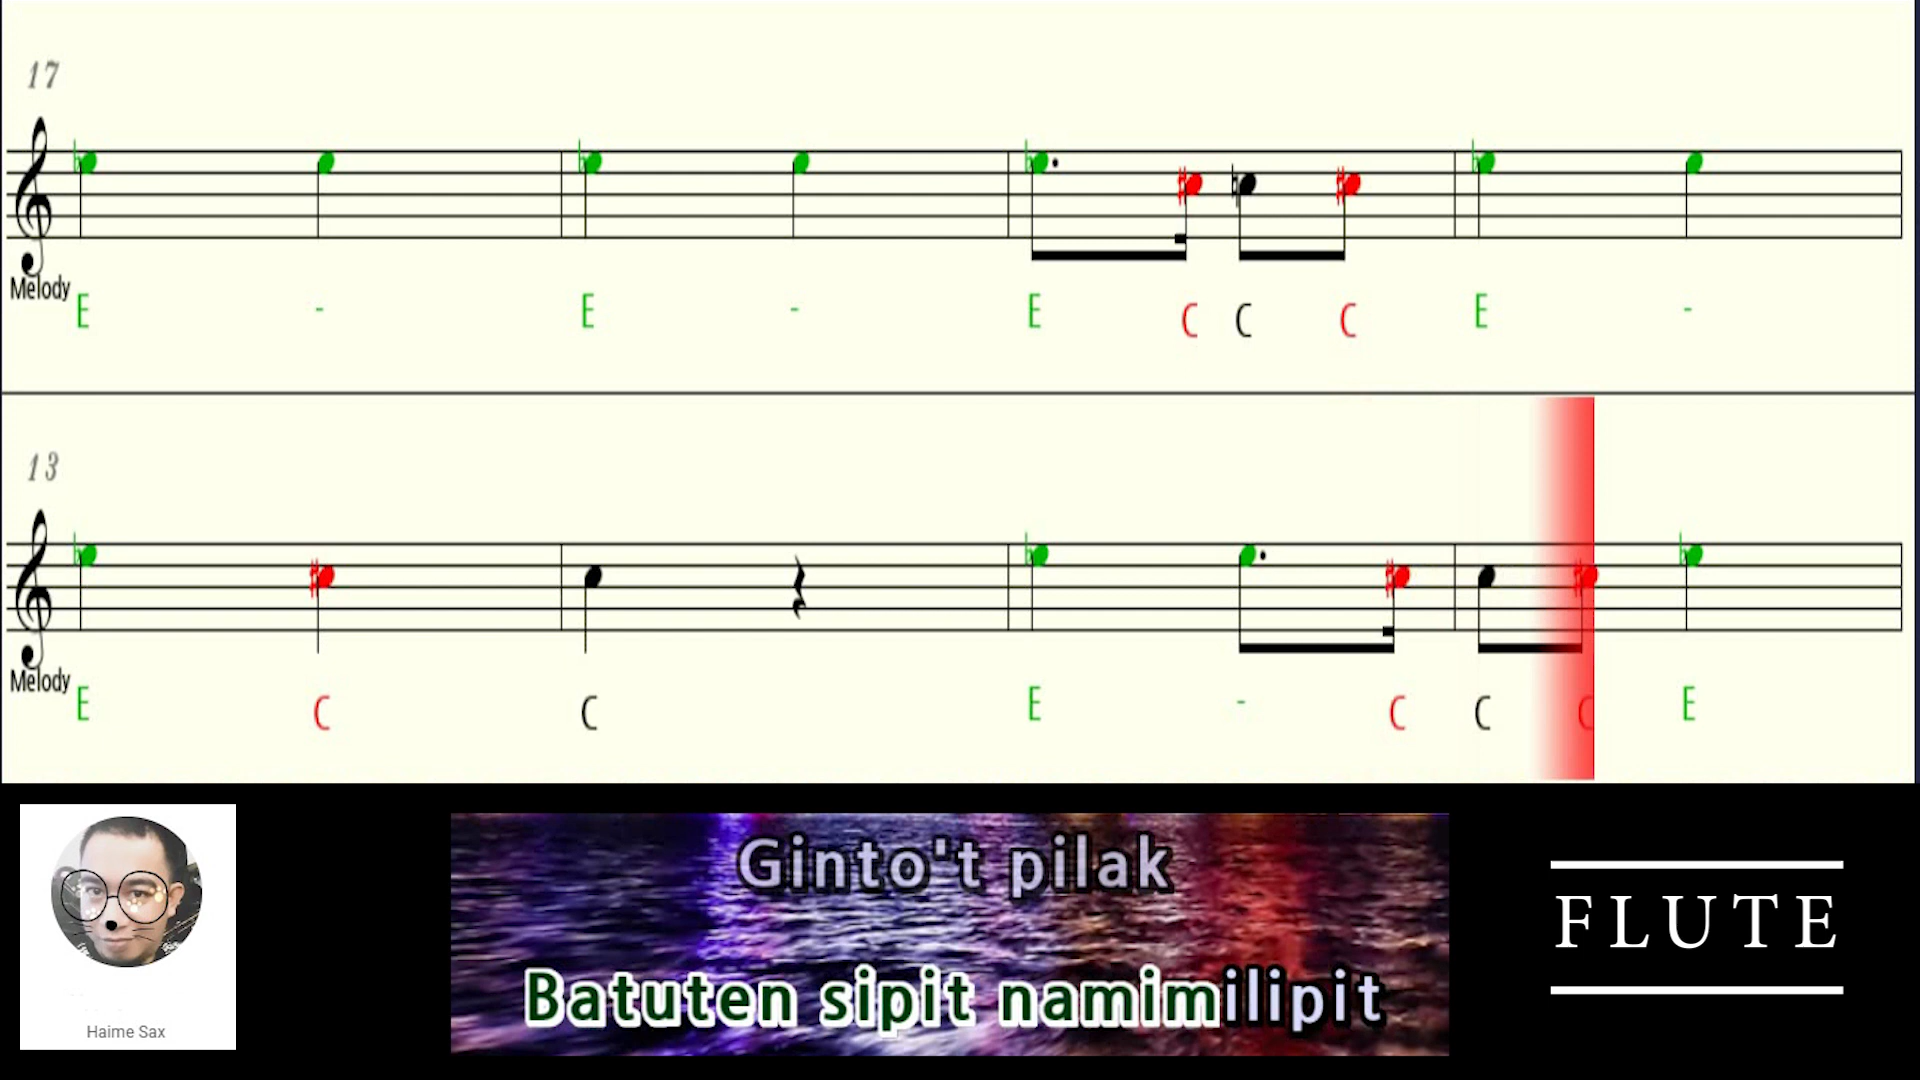 17
Melody
E - E - E C C C E -
13
Melody
E C C E - C C C E
Haime Sax
Ginto't pilak
Batuten sipit namimilipit
FLUTE